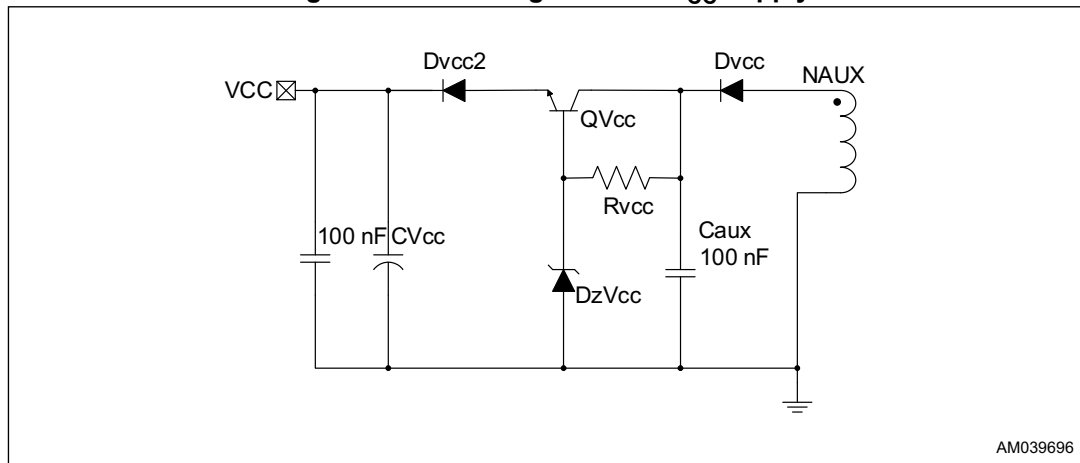 Dvcc2
Dvcc
NAUX
VCC
QVcc
Rvcc
100 nF
CVcc
Caux
100 nF
DzVcc
AM039696